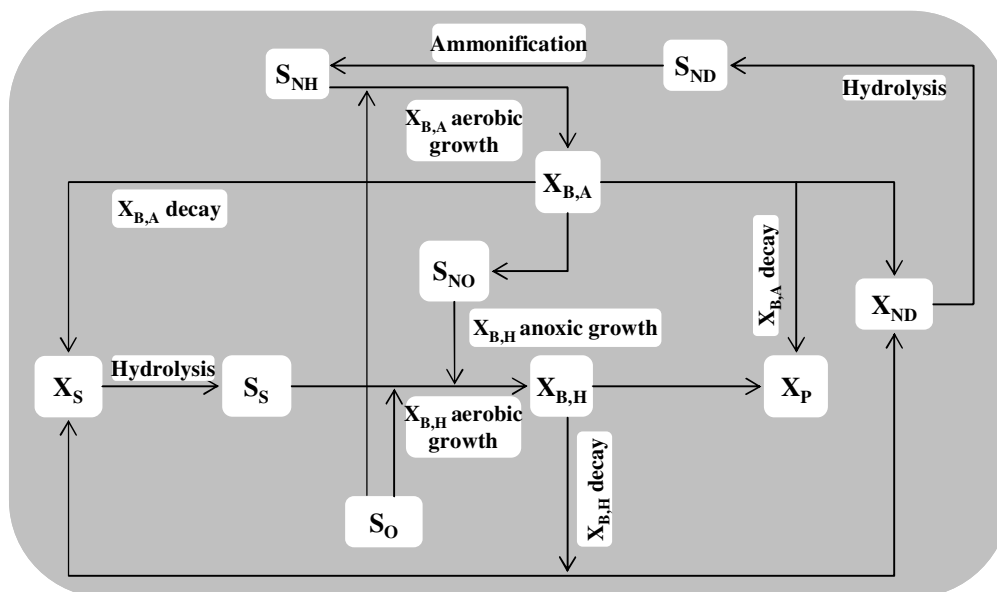 Ammonification
S_NH
S_ND
Hydrolysis
X_B,A aerobic
growth
X_B,A
X_B,A decay
S_NO
X_B,A decay
X_ND
X_B,H anoxic growth
Hydrolysis
X_S
S_S
X_B,H
X_P
X_B,H aerobic
growth
X_B,H decay
S_O